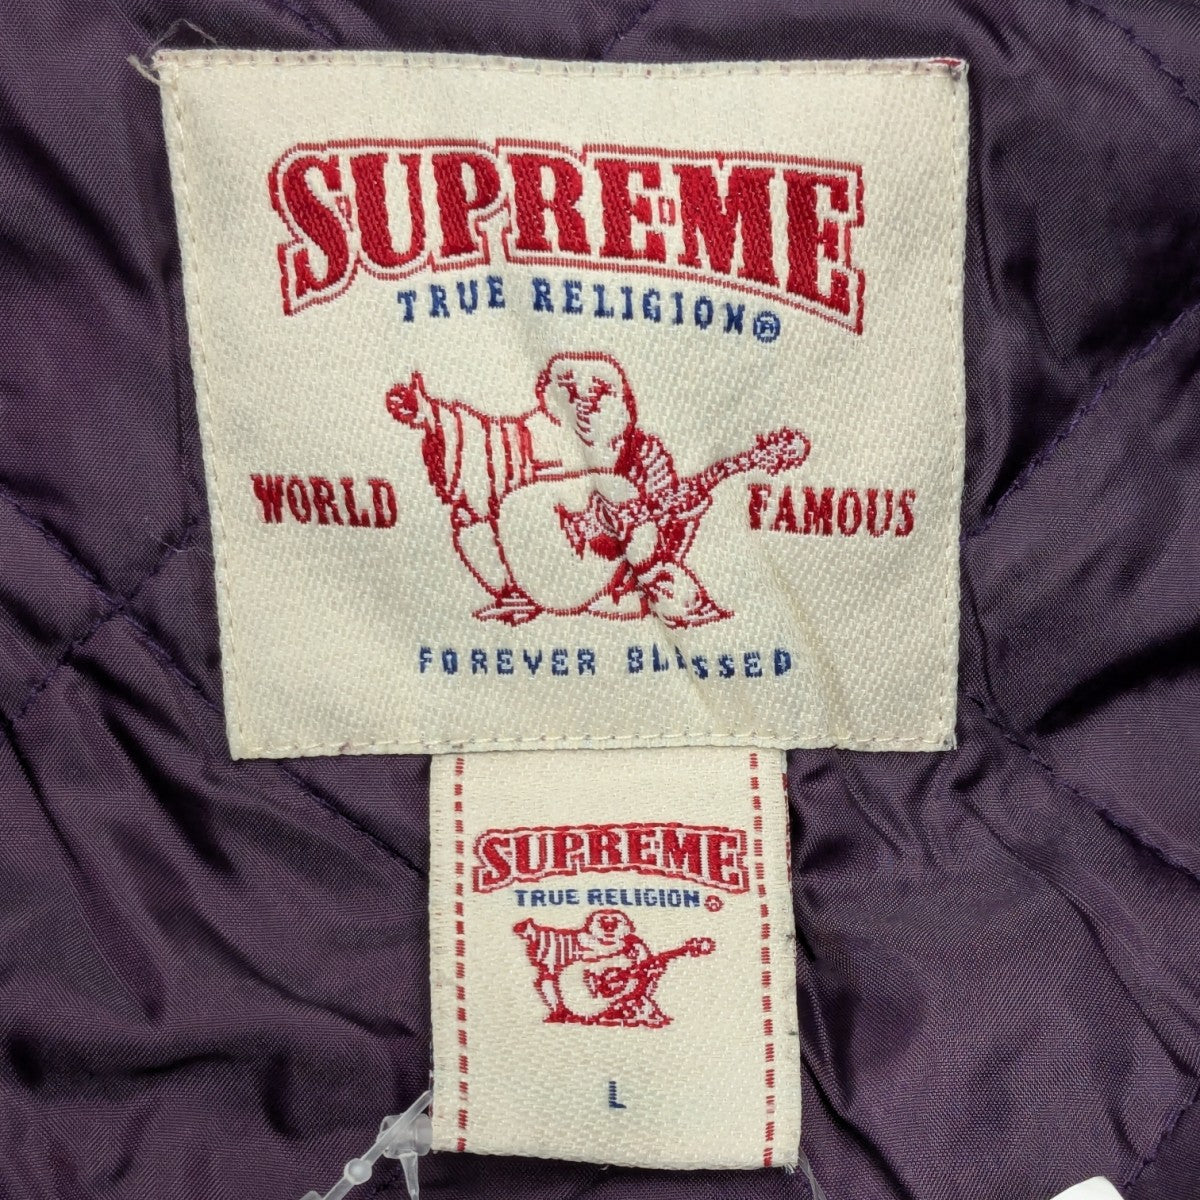 SUPREME
TRUE RELIGION®
WORLD FAMOUS
FOREVER BLESSED
SUPREME
TRUE RELIGION®
L